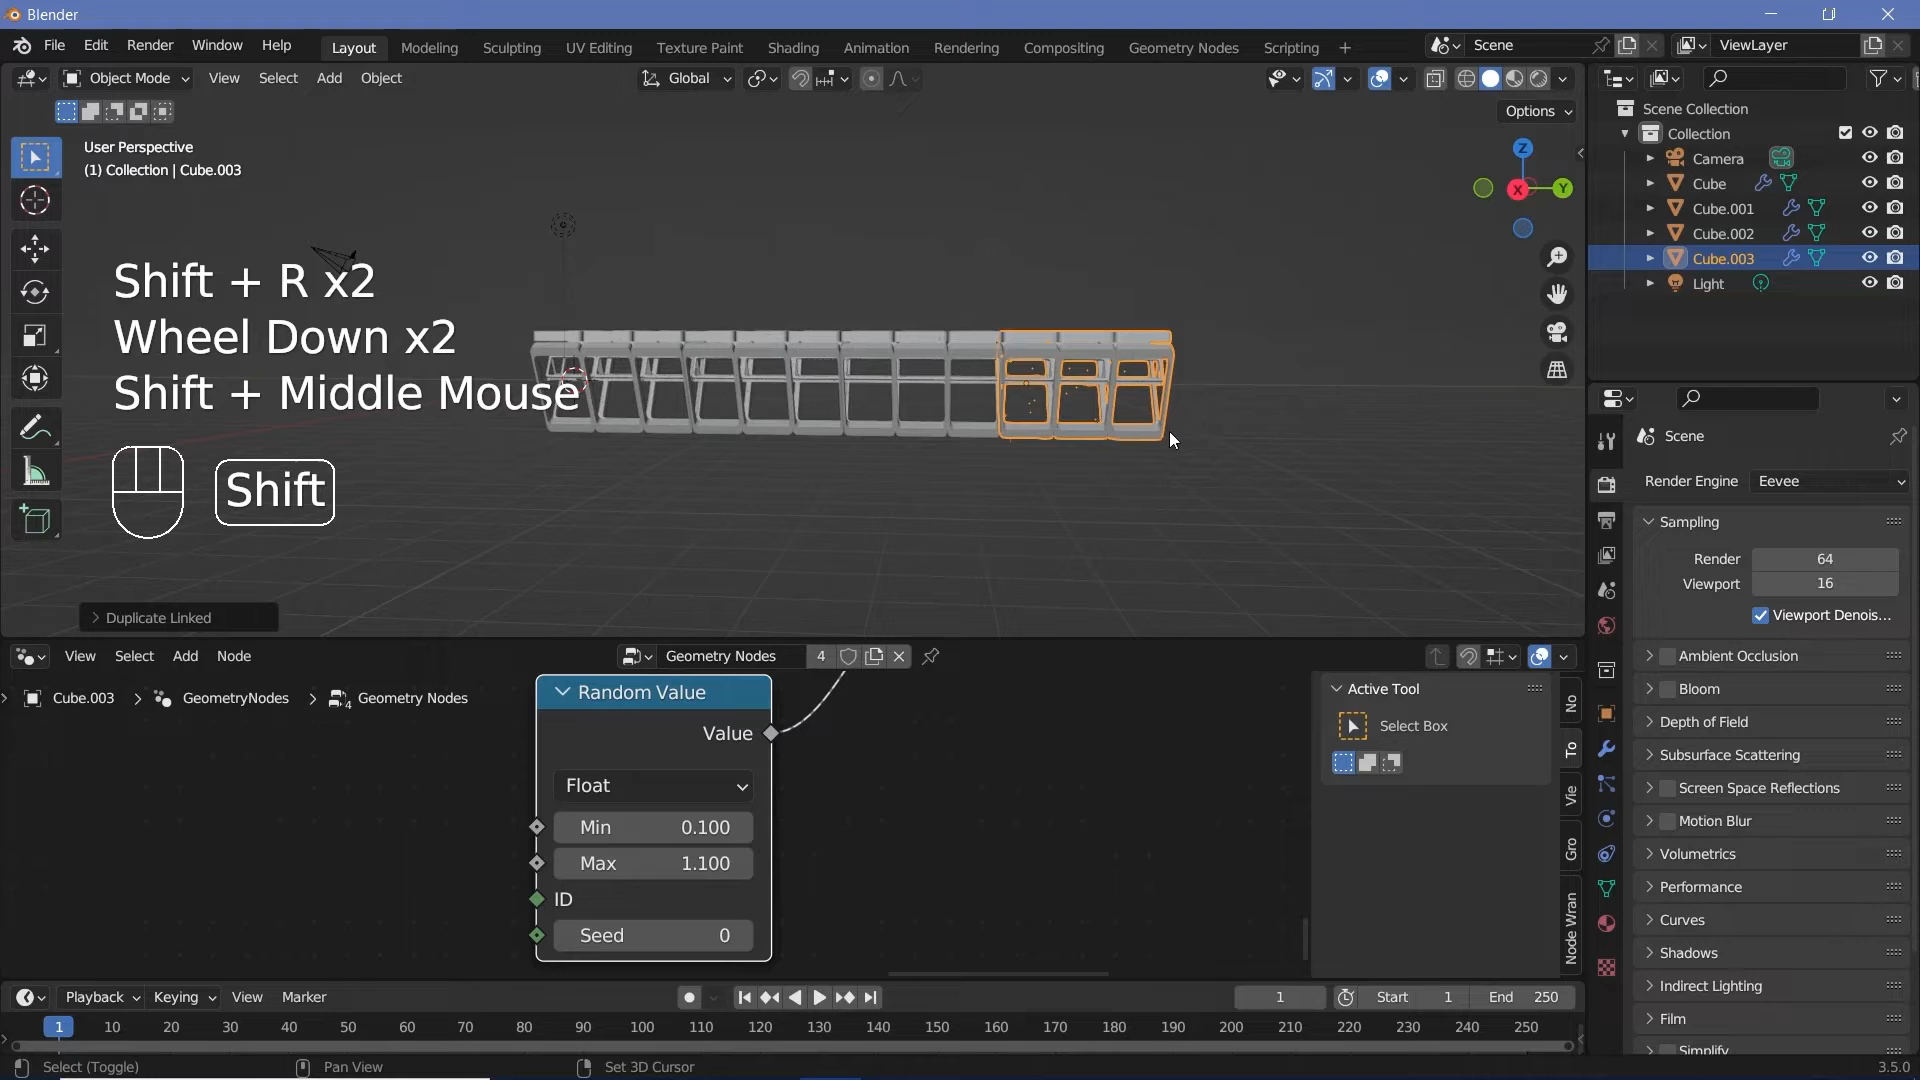 Blender
File Edit Render Window Help
Layout Modeling Sculpting UV Editing Texture Paint Shading Animation Rendering Compositing Geometry Nodes Scripting +
Scene
ViewLayer
Object Mode View Select Add Object
Global
Options
User Perspective
(1) Collection | Cube.003
Z
X
Y
Shift + R x2
Wheel Down x2
Shift + Middle Mouse
Shift
Duplicate Linked
Scene Collection
Collection
Camera
Cube
Cube.001
Cube.002
Cube.003
Light
Scene
Render Engine Eevee
Sampling
Render 64
Viewport 16
Viewport Denois...
Ambient Occlusion
Bloom
Depth of Field
Subsurface Scattering
Screen Space Reflections
Motion Blur
Volumetrics
Performance
Curves
Shadows
Indirect Lighting
Film
Simplify
View Select Add Node
Geometry Nodes 4
Cube.003 > GeometryNodes > Geometry Nodes
Random Value
Value
Float
Min 0.100
Max 1.100
ID
Seed 0
Active Tool
Select Box
No
To
Vie
Gro
Node Wran
Playback Keying View Marker
1
Start 1
End 250
1 10 20 30 40 50 60 70 80 90 100 110 120 130 140 150 160 170 180 190 200 210 220 230 240 250
Select (Toggle)
Pan View
Set 3D Cursor
3.5.0